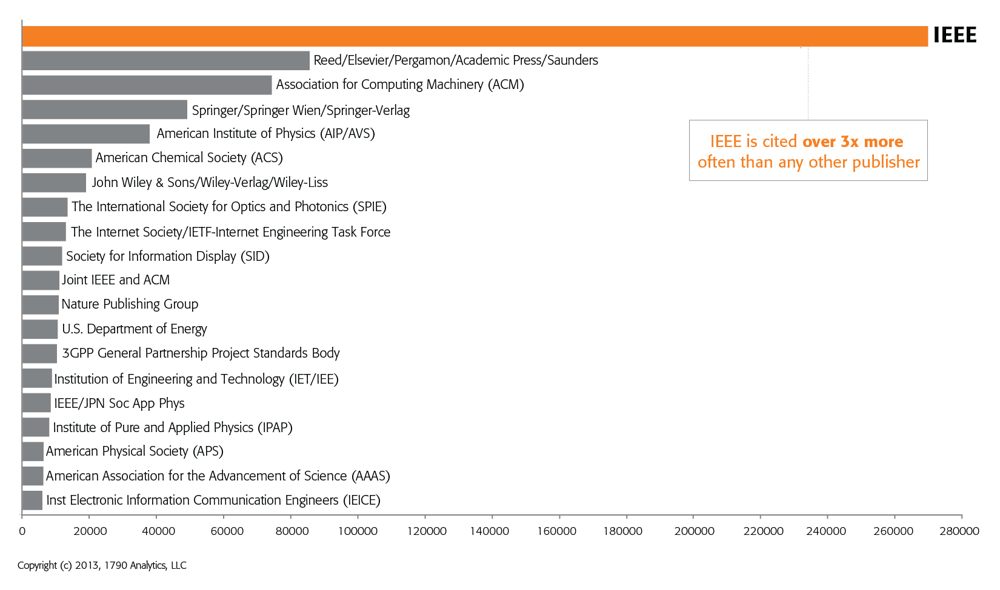 IEEE
Reed/Elsevier/Pergamon/Academic Press/Saunders
Association for Computing Machinery (ACM)
Springer/Springer Wien/Springer-Verlag
American Institute of Physics (AIP/AVS)
IEEE is cited over 3x more
often than any other publisher
American Chemical Society (ACS)
John Wiley & Sons/Wiley-Verlag/Wiley-Liss
The International Society for Optics and Photonics (SPIE)
The Internet Society/IETF-Internet Engineering Task Force
Society for Information Display (SID)
Joint IEEE and ACM
Nature Publishing Group
U.S. Department of Energy
3GPP General Partnership Project Standards Body
Institution of Engineering and Technology (IET/IEE)
IEEE/JPN Soc App Phys
Institute of Pure and Applied Physics (IPAP)
American Physical Society (APS)
American Association for the Advancement of Science (AAAS)
Inst Electronic Information Communication Engineers (IEICE)
0 20000 40000 60000 80000 100000 120000 140000 160000 180000 200000 220000 240000 260000 280000
Copyright (c) 2013, 1790 Analytics, LLC